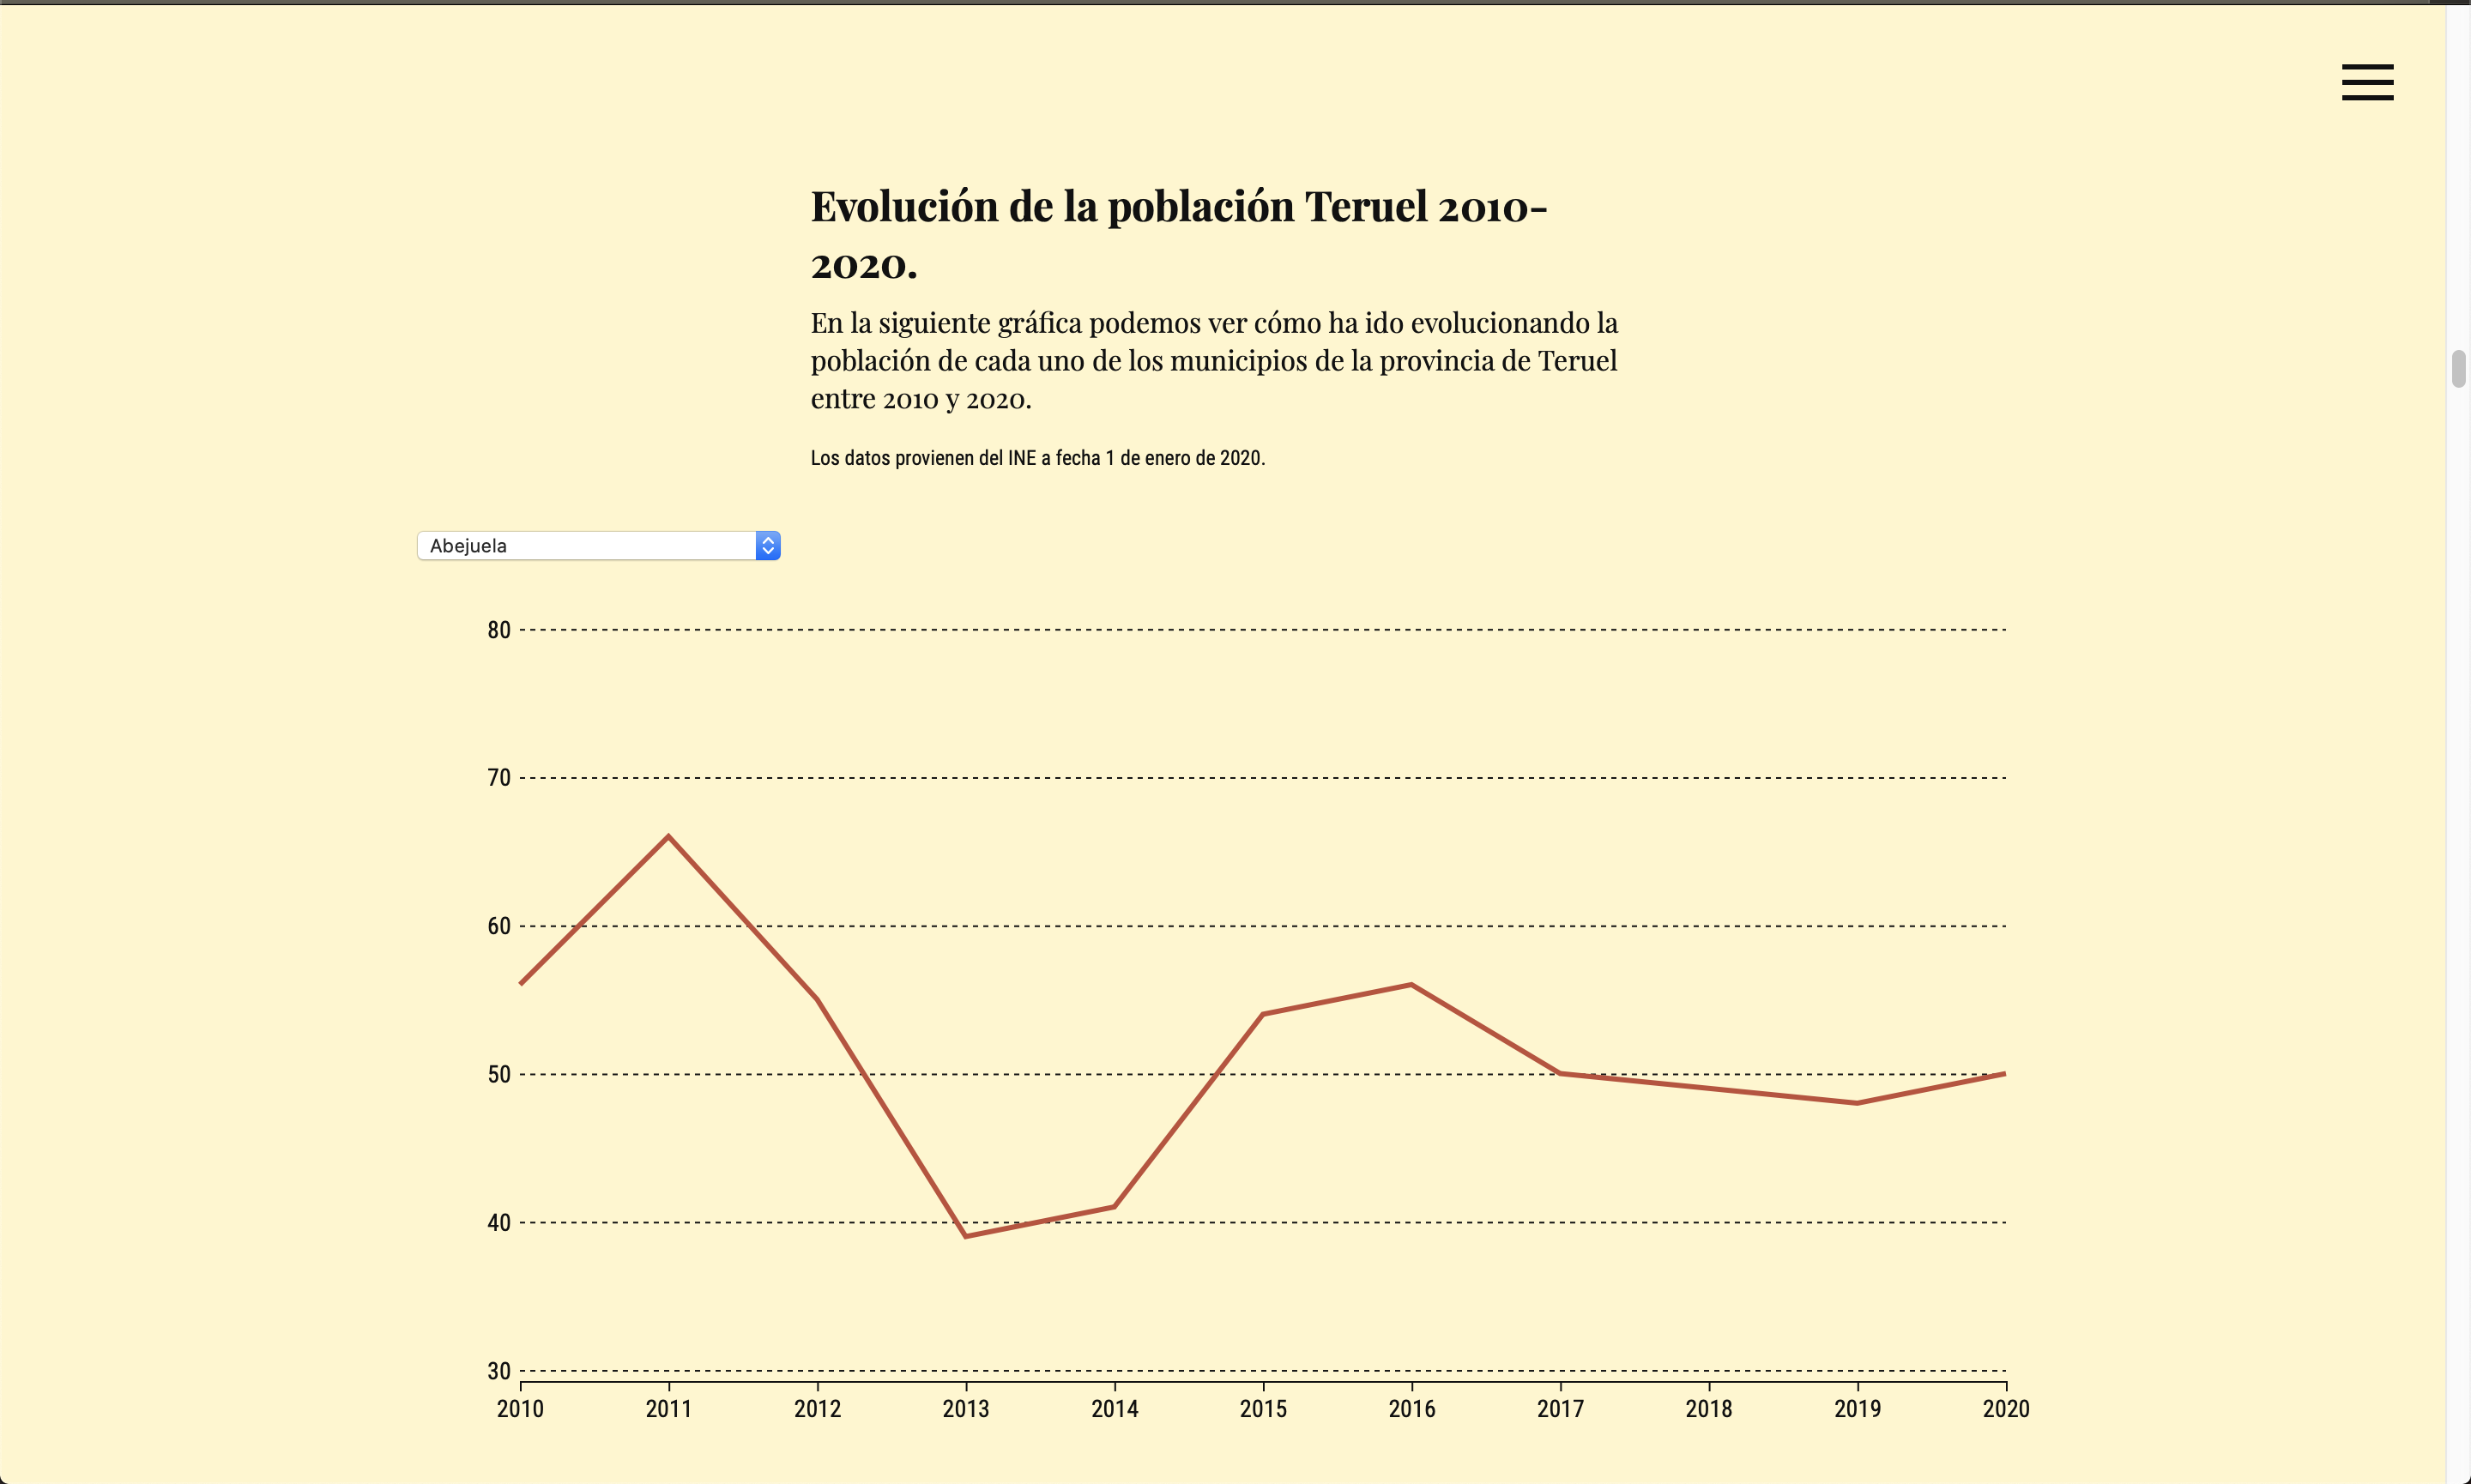 Evolución de la población Teruel 2010-
2020.
En la siguiente gráfica podemos ver cómo ha ido evolucionando la
población de cada uno de los municipios de la provincia de Teruel
entre 2010 y 2020.
Los datos provienen del INE a fecha 1 de enero de 2020.
Abejuela
80
70
60
50
40
30
2010 2011 2012 2013 2014 2015 2016 2017 2018 2019 2020